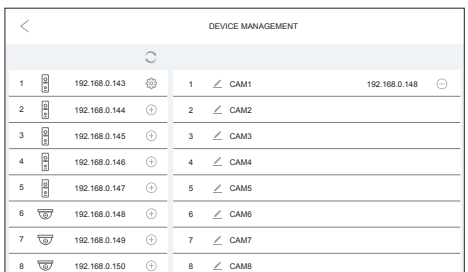 DEVICE MANAGEMENT
1 192.168.0.143 1 CAM1 192.168.0.148
2 192.168.0.144 2 CAM2
3 192.168.0.145 3 CAM3
4 192.168.0.146 4 CAM4
5 192.168.0.147 5 CAM5
6 192.168.0.148 6 CAM6
7 192.168.0.149 7 CAM7
8 192.168.0.150 8 CAM8